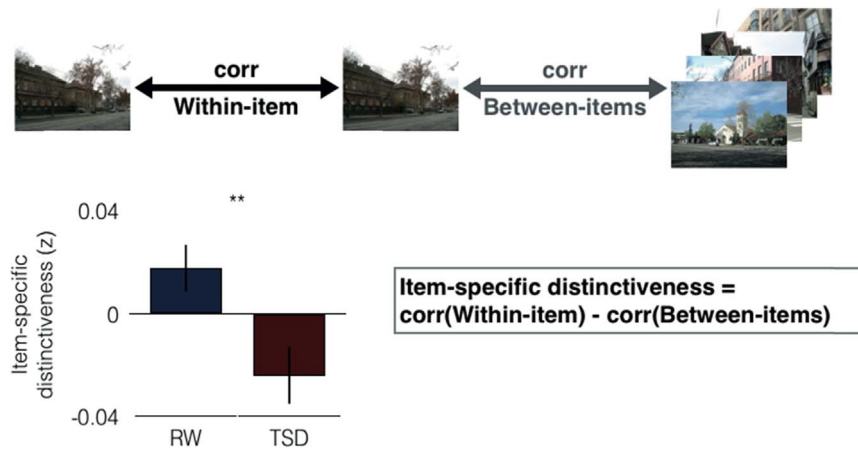 corr
Within-item
corr
Between-items
**
0.04
0
-0.04
Item-specific
distinctiveness (z)
RW
TSD
Item-specific distinctiveness =
corr(Within-item) - corr(Between-items)